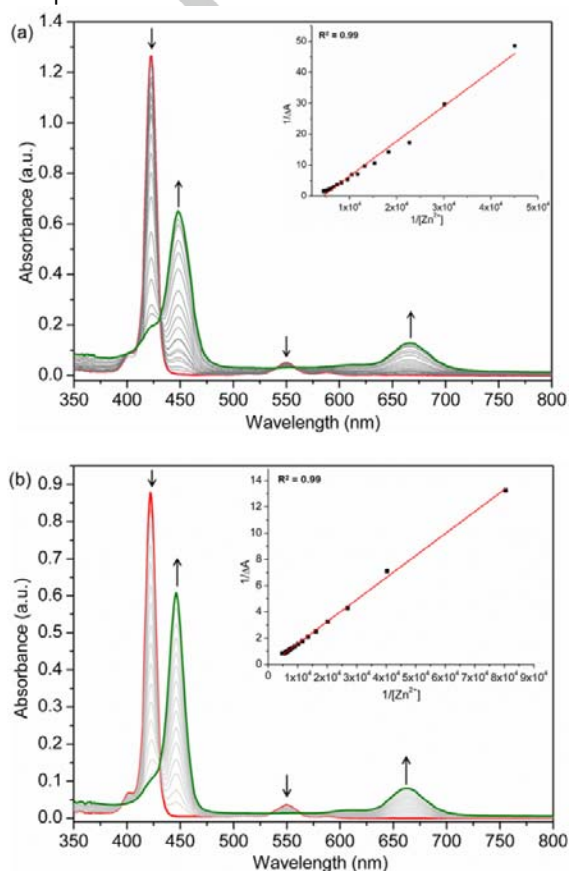 (a)
1.4
1.2
1.0
0.8
0.6
0.4
0.2
0.0
Absorbance (a.u.)
350 400 450 500 550 600 650 700 750 800
Wavelength (nm)
R² = 0.99
50
40
30
20
10
0
1/ΔA
1x10⁴ 2x10⁴ 3x10⁴ 4x10⁴ 5x10⁴
1/[Zn²⁺]
(b)
0.9
0.8
0.7
0.6
0.5
0.4
0.3
0.2
0.1
0.0
Absorbance (a.u.)
350 400 450 500 550 600 650 700 750 800
Wavelength (nm)
R² = 0.99
14
12
10
8
6
4
2
0
1/ΔA
0 1x10⁴ 2x10⁴ 3x10⁴ 4x10⁴ 5x10⁴ 6x10⁴ 7x10⁴ 8x10⁴ 9x10⁴
1/[Zn²⁺]